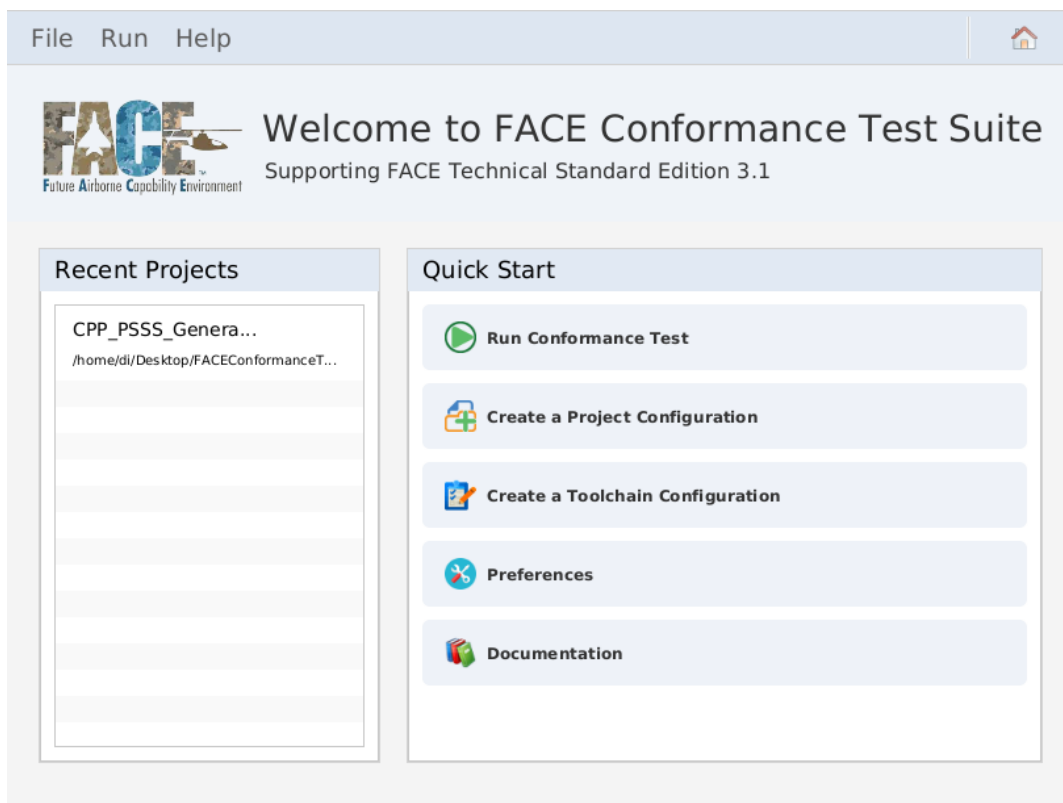 File Run Help
FACE
Future Airborne Capability Environment
Welcome to FACE Conformance Test Suite
Supporting FACE Technical Standard Edition 3.1
Recent Projects
CPP_PSSS_Genera...
/home/di/Desktop/FACEConformanceT...
Quick Start
Run Conformance Test
Create a Project Configuration
Create a Toolchain Configuration
Preferences
Documentation